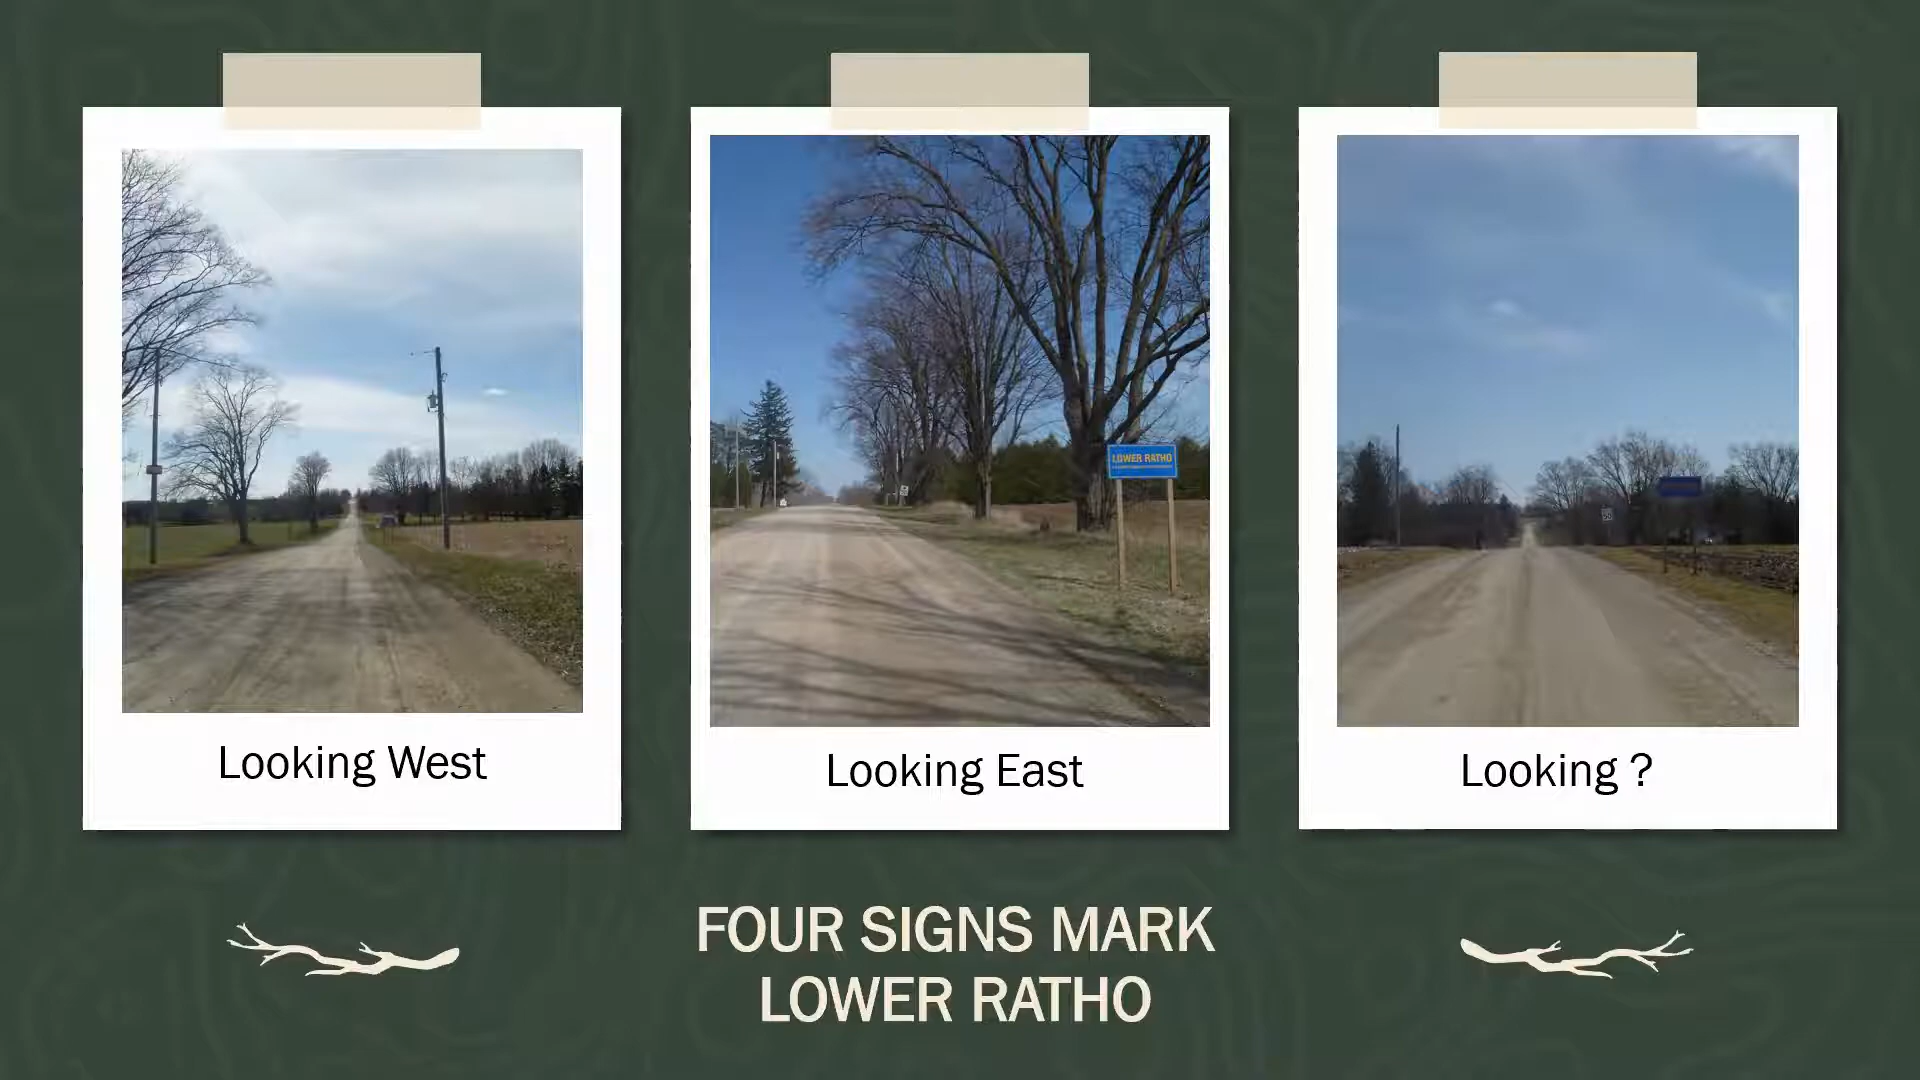 LOWER RATHO
Looking West
Looking East
Looking ?
FOUR SIGNS MARK
LOWER RATHO